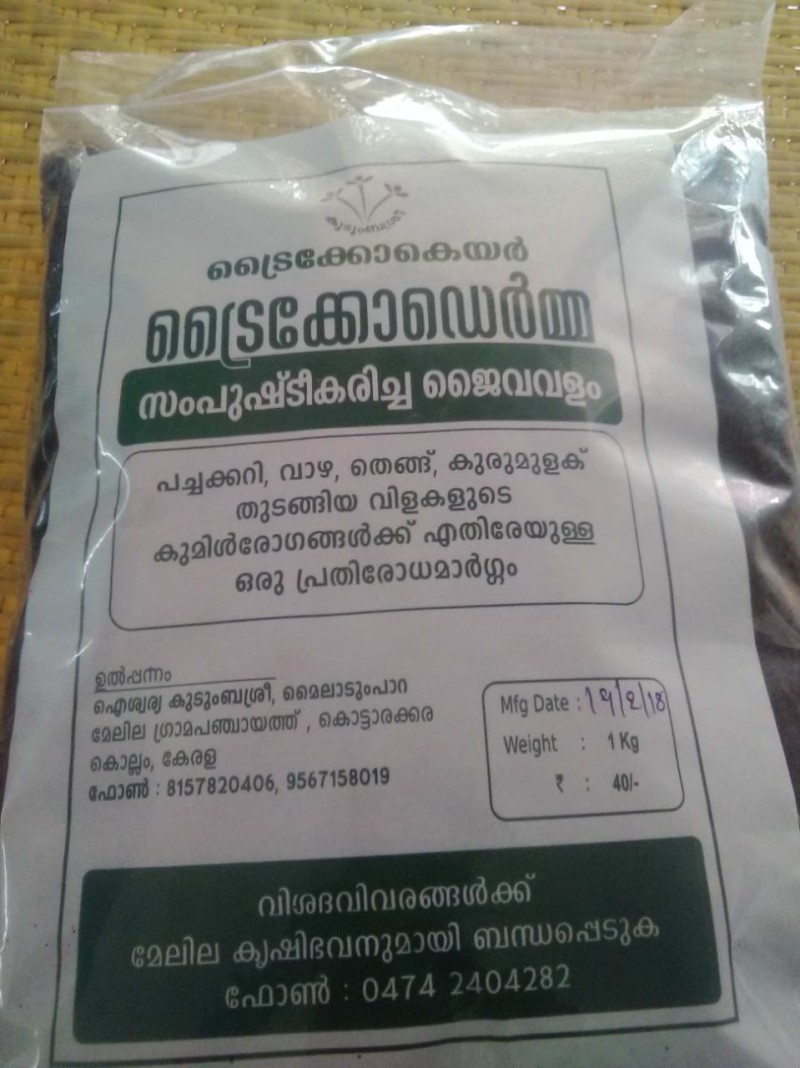 കുടുംബശ്രീ
ട്രൈക്കോകെയർ
ട്രൈക്കോഡെർമ്മ
സംപുഷ്ടീകരിച്ച ജൈവവളം
പച്ചക്കറി, വാഴ, തെങ്ങ്, കുരുമുളക്
തുടങ്ങിയ വിളകളുടെ
കുമിൾരോഗങ്ങൾക്ക് എതിരേയുള്ള
ഒരു പ്രതിരോധമാർഗ്ഗം
ഉൽപ്പന്നം
ഐശ്വര്യ കുടുംബശ്രീ, മൈലാടുംപാറ
മേലില ഗ്രാമപഞ്ചായത്ത് , കൊട്ടാരക്കര
കൊല്ലം, കേരള
ഫോൺ : 8157820406, 9567158019
Mfg Date : 19/2/18
Weight : 1 Kg
₹ : 40/-
വിശദവിവരങ്ങൾക്ക്
മേലില കൃഷിഭവനുമായി ബന്ധപ്പെടുക
ഫോൺ : 0474 2404282